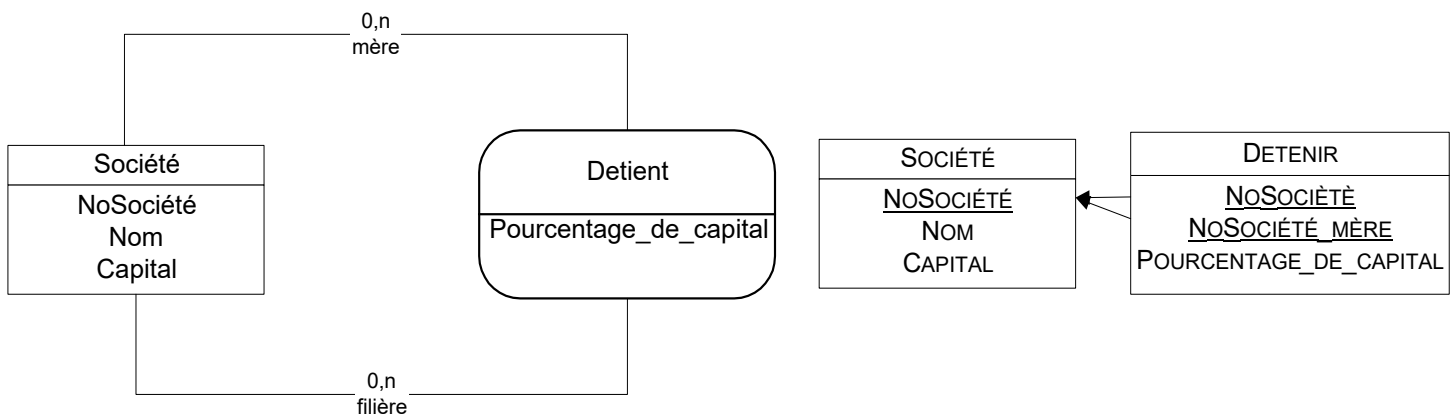 0,n
mère
Société
NoSociété
Nom
Capital
Detient
Pourcentage_de_capital
0,n
filière
SOCIÉTÉ
NOSOCIÉTÉ
NOM
CAPITAL
DETENIR
NOSOCIÈTÈ
NOSOCIÉTÉ_MÈRE
POURCENTAGE_DE_CAPITAL